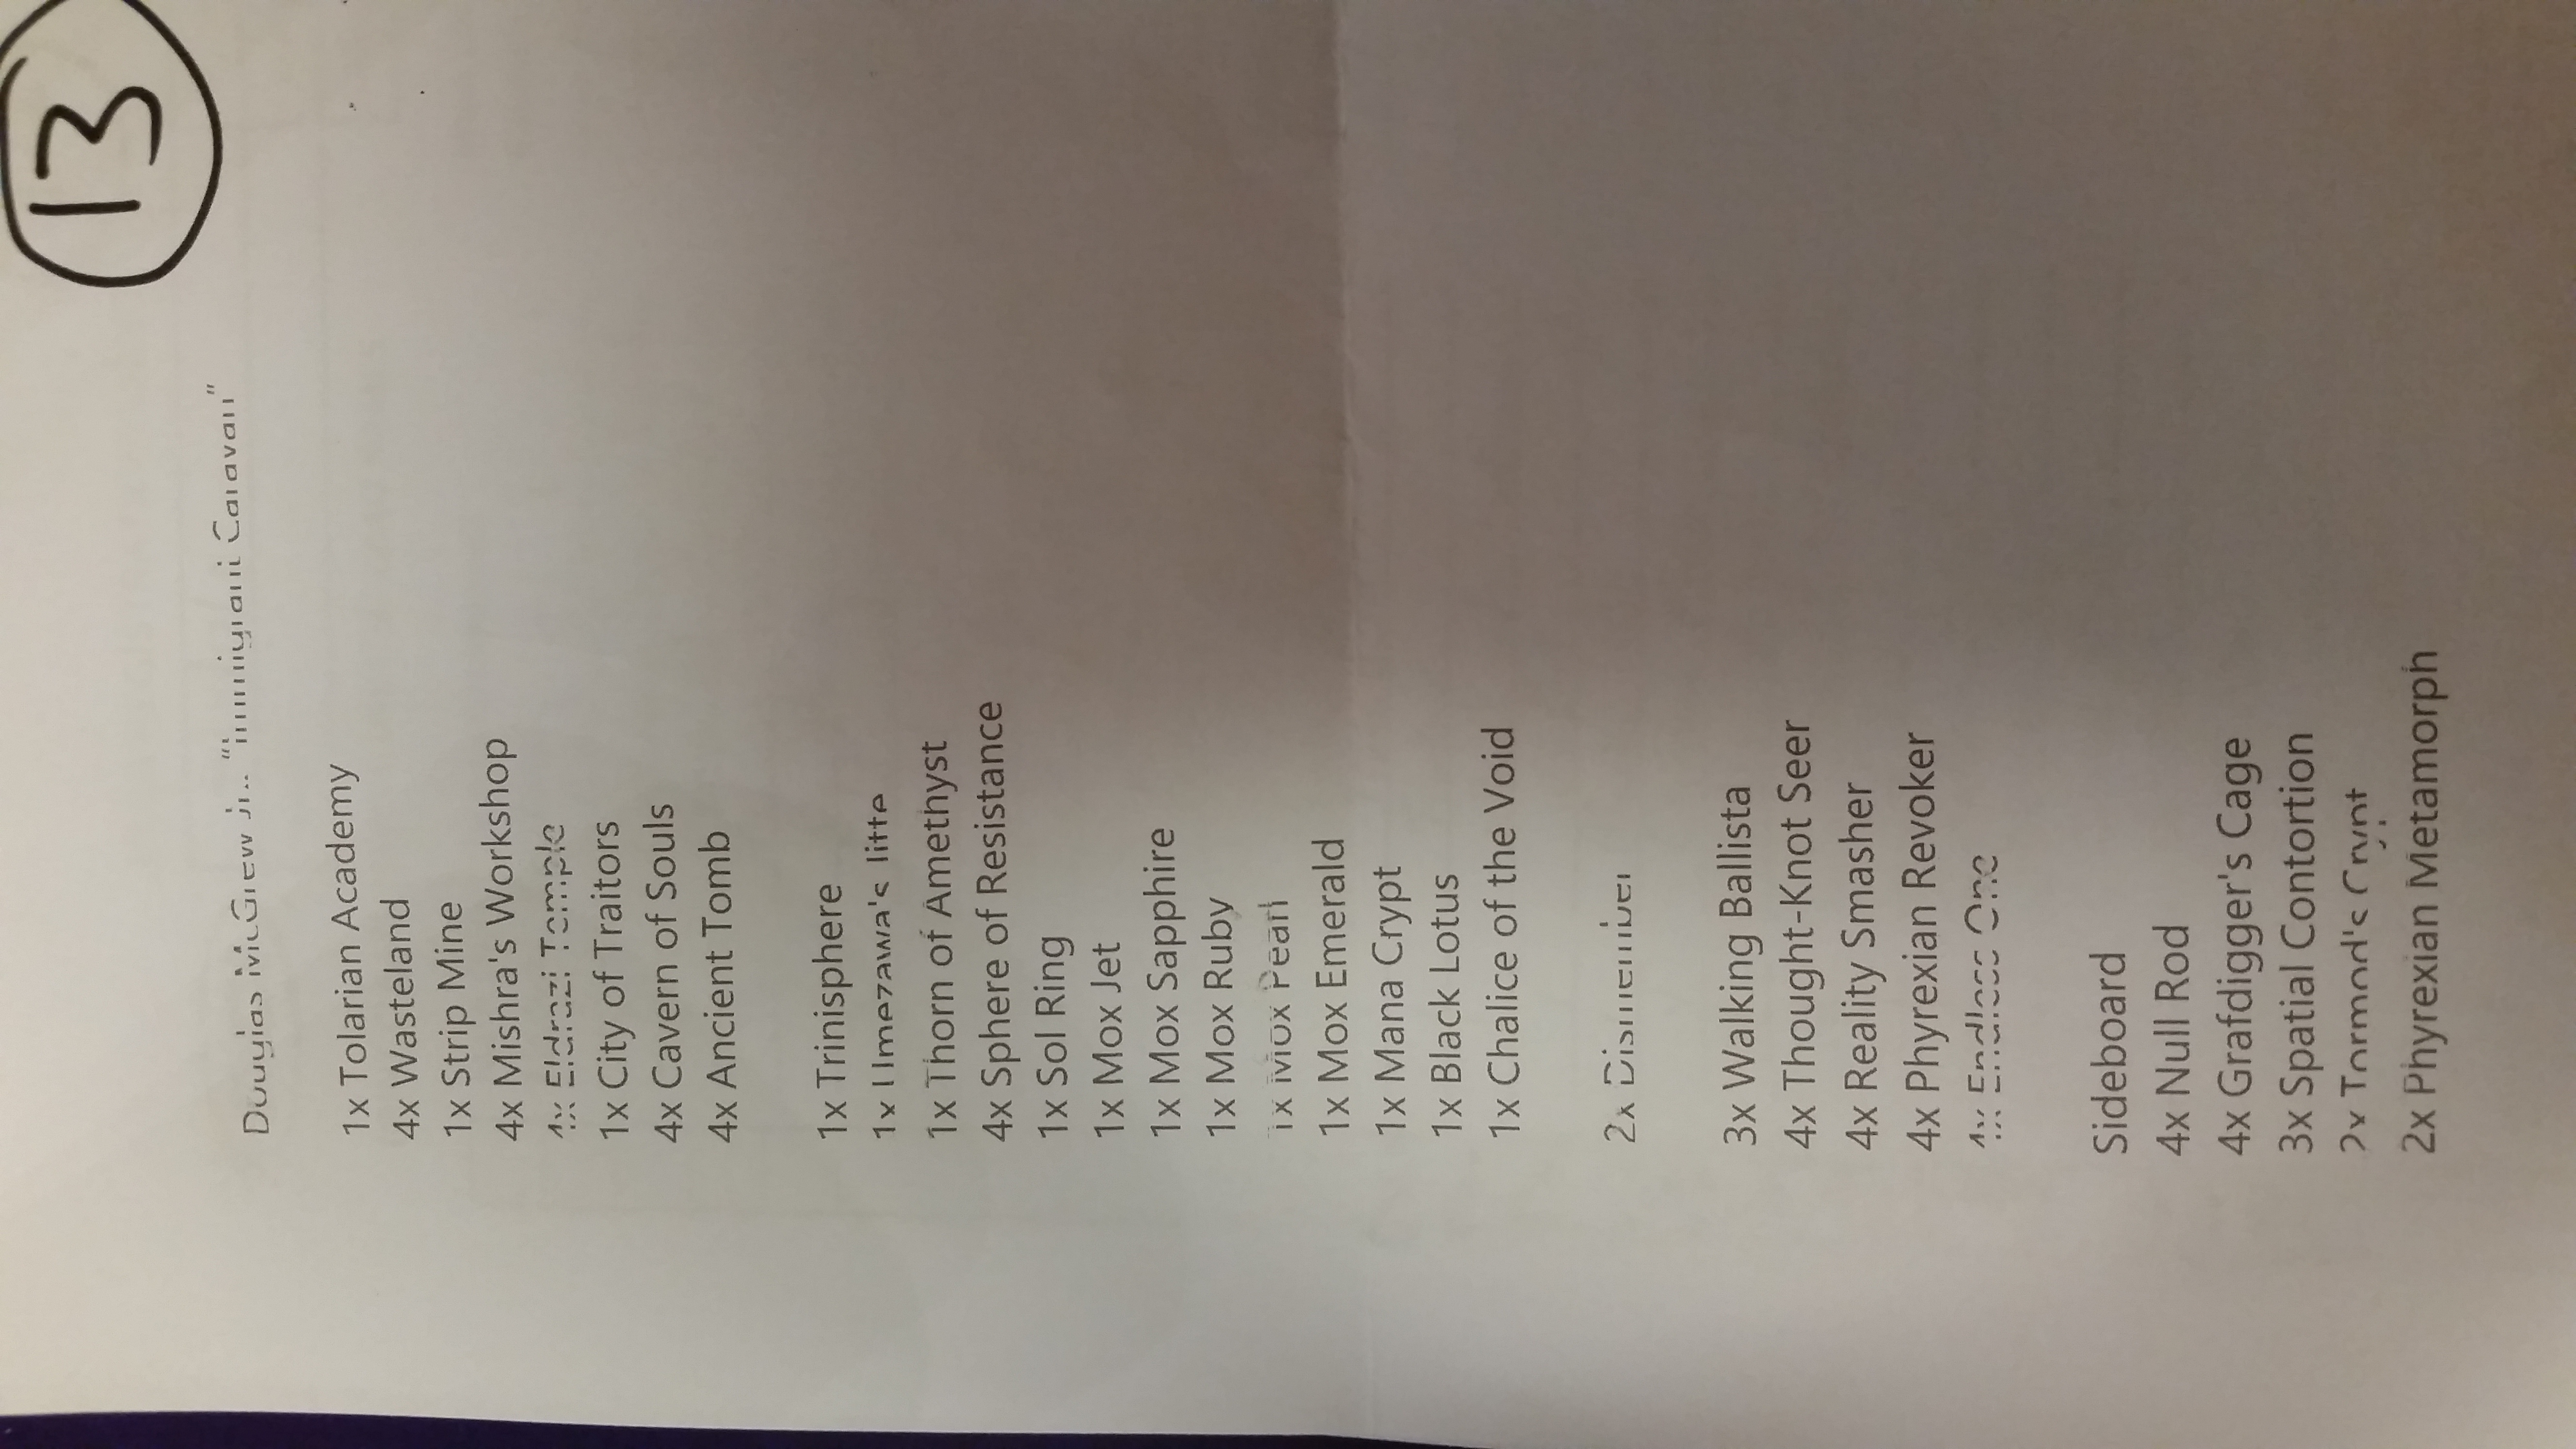 13
Douglas McGrew Jr.. "Immigrant Caravan"
1x Tolarian Academy
4x Wasteland
1x Strip Mine
4x Mishra's Workshop
4x Eldrazi Temple
1x City of Traitors
4x Cavern of Souls
4x Ancient Tomb
1x Trinisphere
1x Umezawa's Jitte
1x Thorn of Amethyst
4x Sphere of Resistance
1x Sol Ring
1x Mox Jet
1x Mox Sapphire
1x Mox Ruby
1x Mox Pearl
1x Mox Emerald
1x Mana Crypt
1x Black Lotus
1x Chalice of the Void
2x Dismember
3x Walking Ballista
4x Thought-Knot Seer
4x Reality Smasher
4x Phyrexian Revoker
4x Endless One
Sideboard
4x Null Rod
4x Grafdigger's Cage
3x Spatial Contortion
2x Tormod's Crypt
2x Phyrexian Metamorph